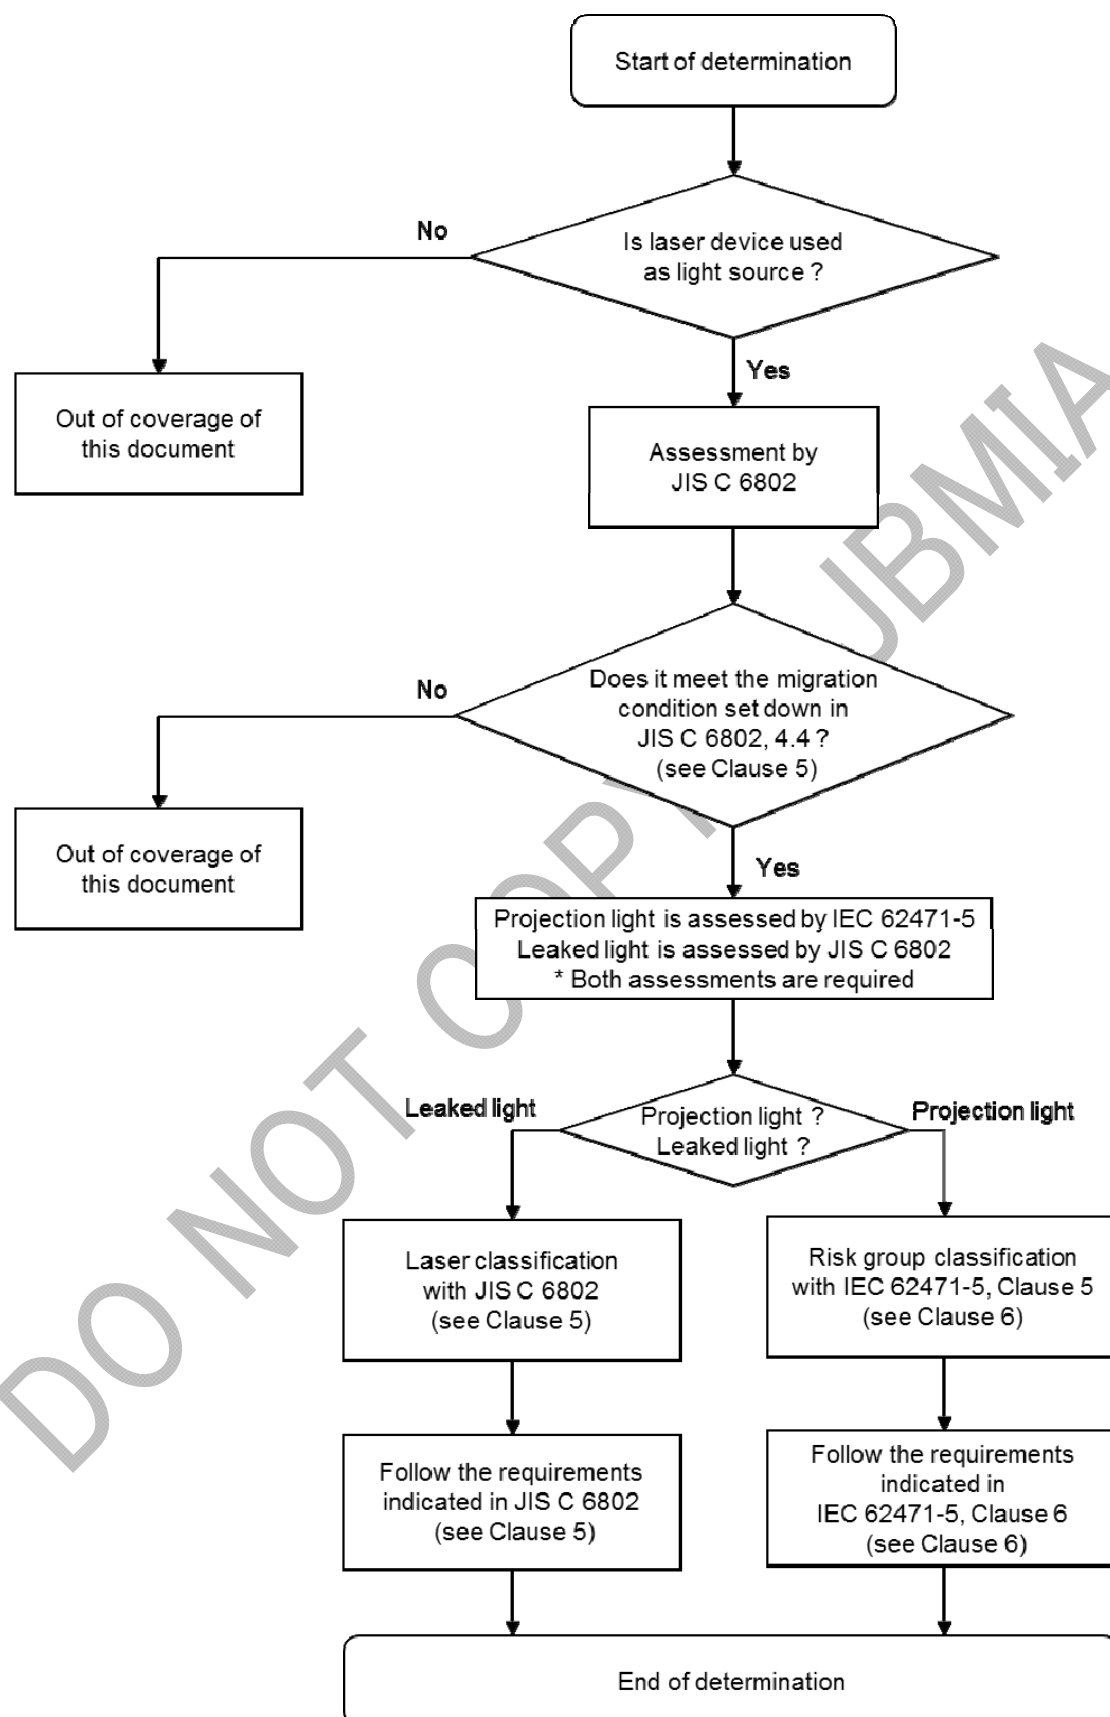 Start of determination
Is laser device used
as light source ?
No
Yes
Out of coverage of
this document
Assessment by
JIS C 6802
Does it meet the migration
condition set down in
JIS C 6802, 4.4 ?
(see Clause 5)
No
Yes
Out of coverage of
this document
Projection light is assessed by IEC 62471-5
Leaked light is assessed by JIS C 6802
* Both assessments are required
Projection light ?
Leaked light ?
Leaked light
Projection light
Laser classification
with JIS C 6802
(see Clause 5)
Risk group classification
with IEC 62471-5, Clause 5
(see Clause 6)
Follow the requirements
indicated in JIS C 6802
(see Clause 5)
Follow the requirements
indicated in
IEC 62471-5, Clause 6
(see Clause 6)
End of determination
DO NOT COPY JBMIA